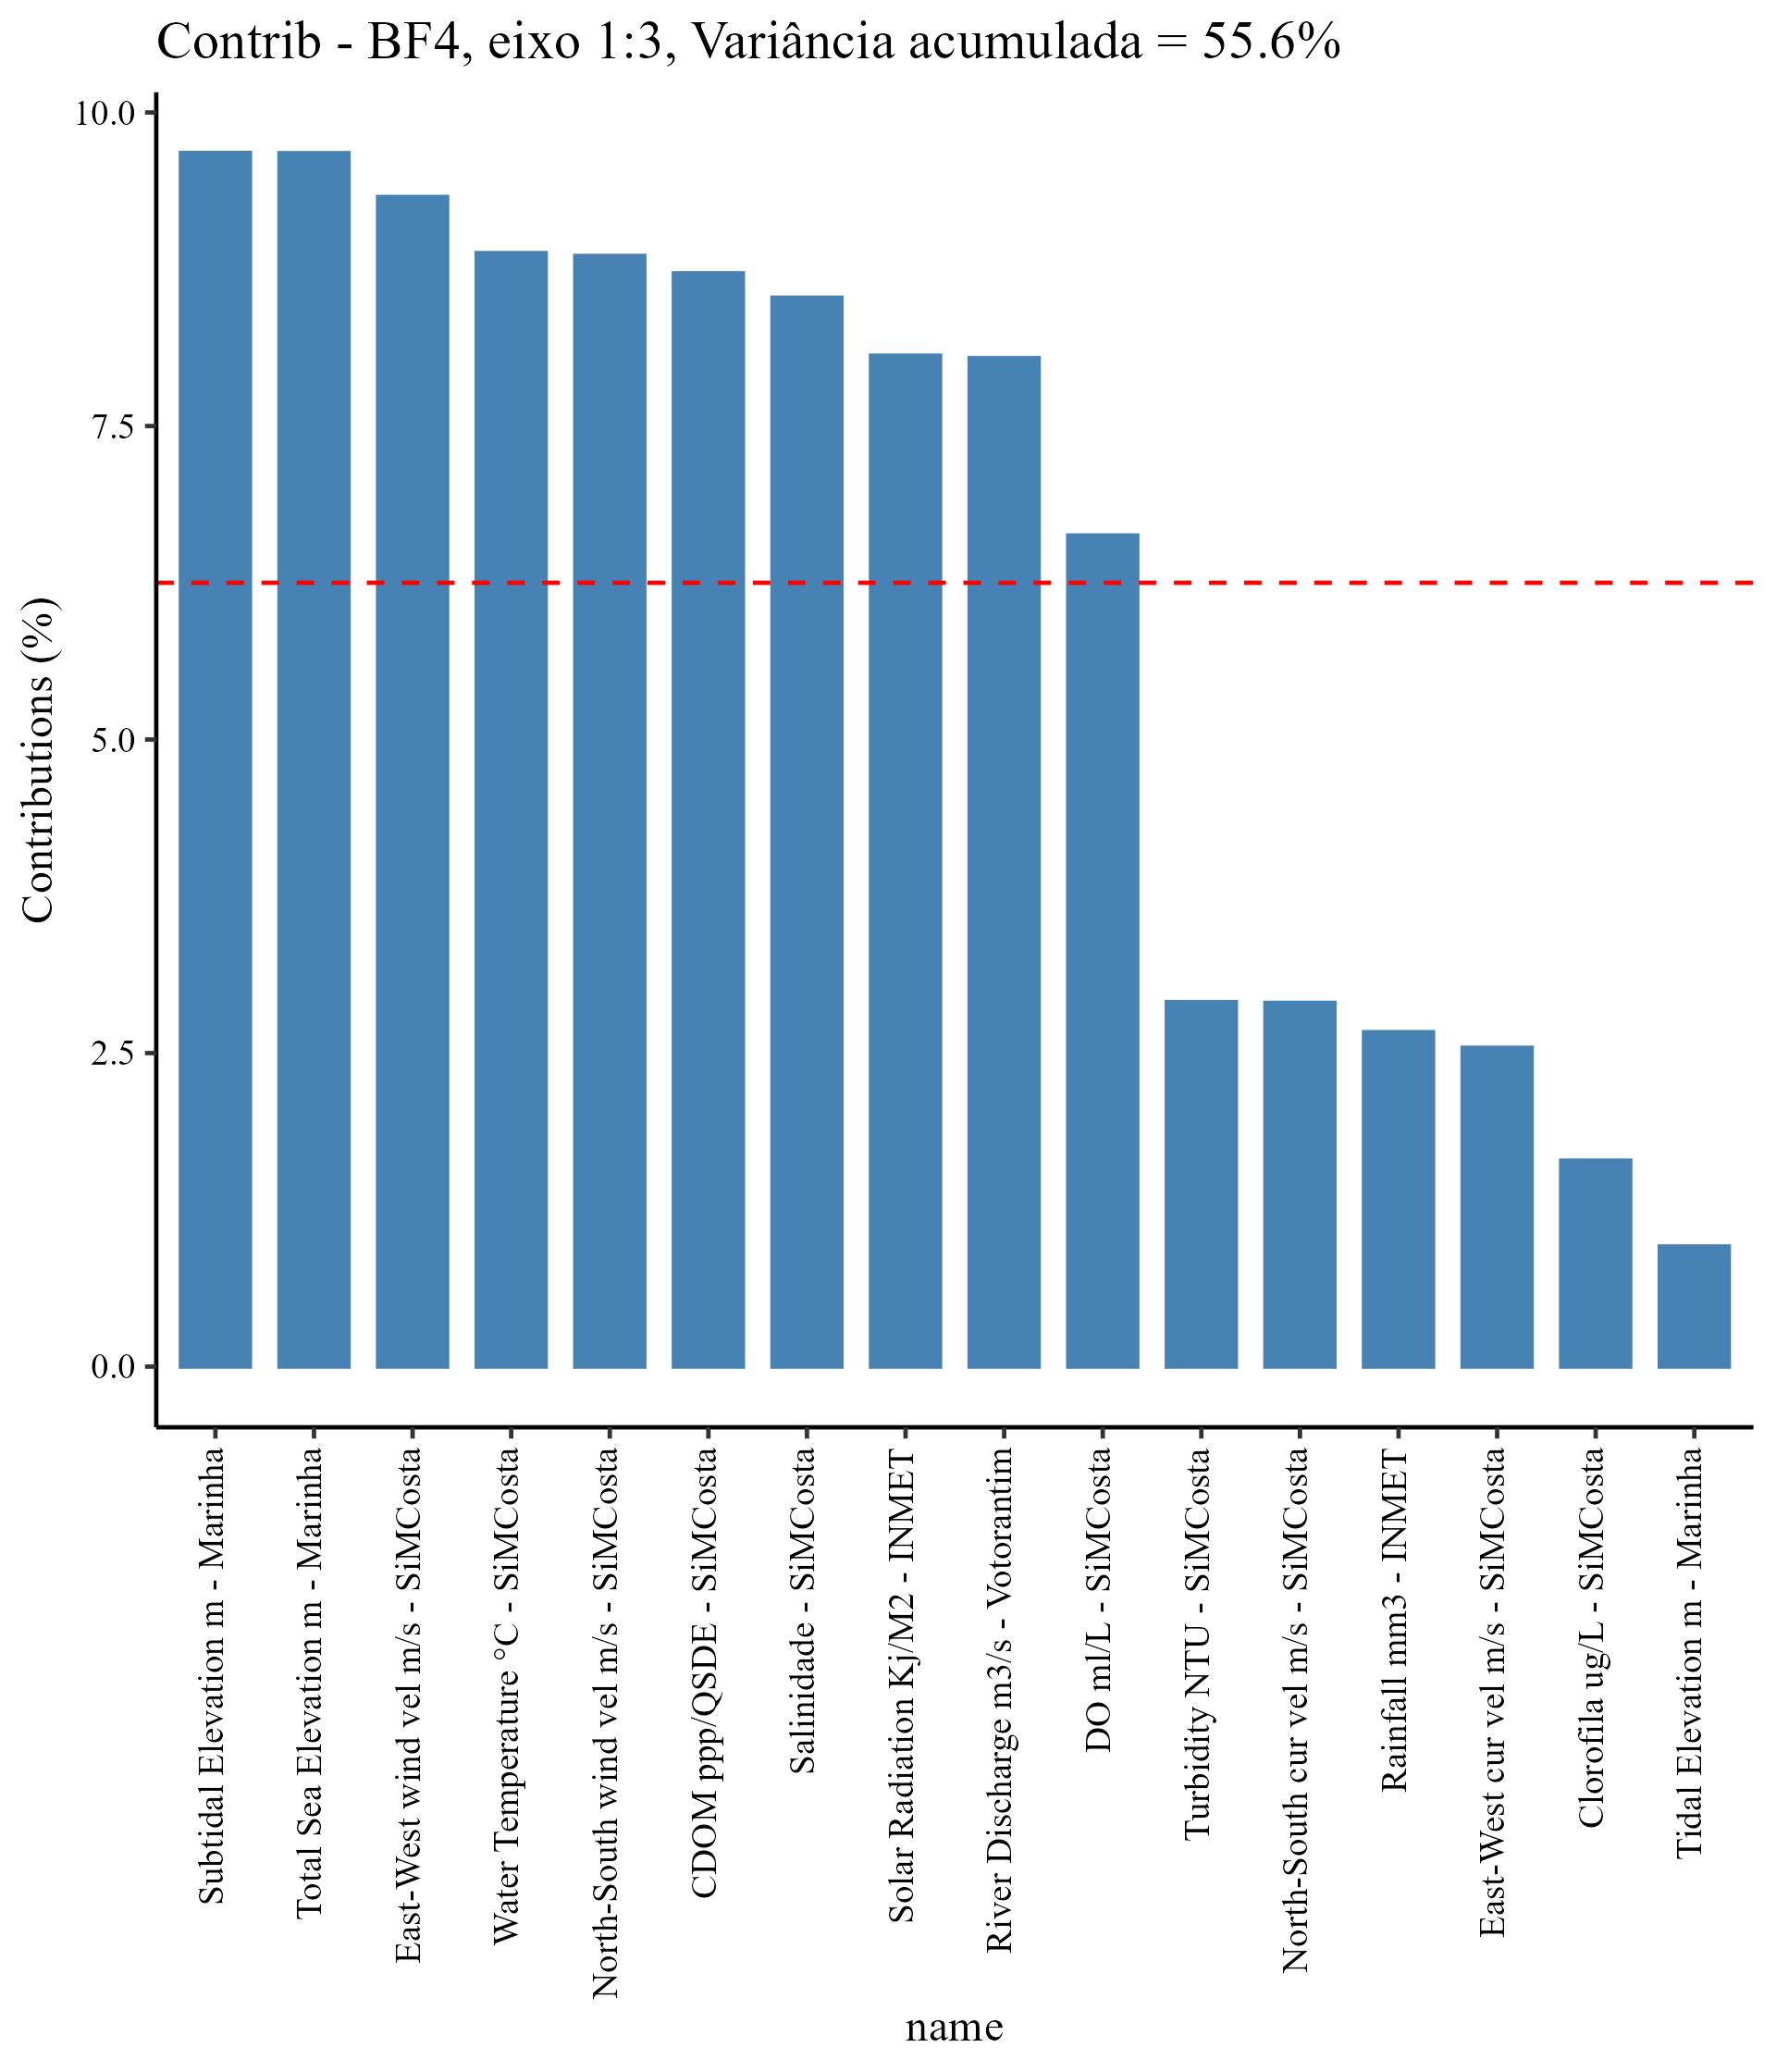 Contrib - BF4, eixo 1:3, Variância acumulada = 55.6%
Contributions (%)
10.0
7.5
5.0
2.5
0.0
Subtidal Elevation m - Marinha
Total Sea Elevation m - Marinha
East-West wind vel m/s - SiMCosta
Water Temperature °C - SiMCosta
North-South wind vel m/s - SiMCosta
CDOM ppp/QSDE - SiMCosta
Salinidade - SiMCosta
Solar Radiation Kj/M2 - INMET
River Discharge m3/s - Votorantim
DO ml/L - SiMCosta
Turbidity NTU - SiMCosta
North-South cur vel m/s - SiMCosta
Rainfall mm3 - INMET
East-West cur vel m/s - SiMCosta
Clorofila ug/L - SiMCosta
Tidal Elevation m - Marinha
name